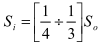 S_i = [1/4 ÷ 1/3] S_o